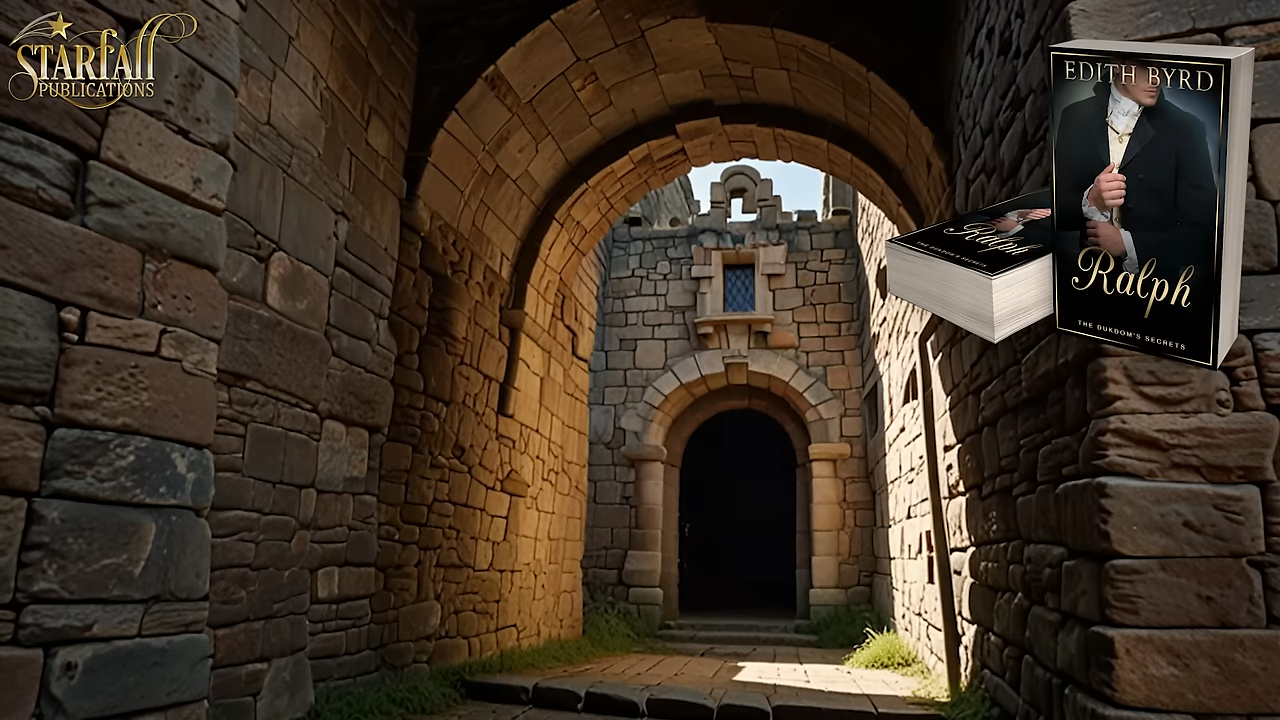 STARfall
PUBLICATIONS
EDITH BYRD
Ralph
THE DUKDOM'S SECRETS
Ralph
THE DUKDOM'S SECRETS